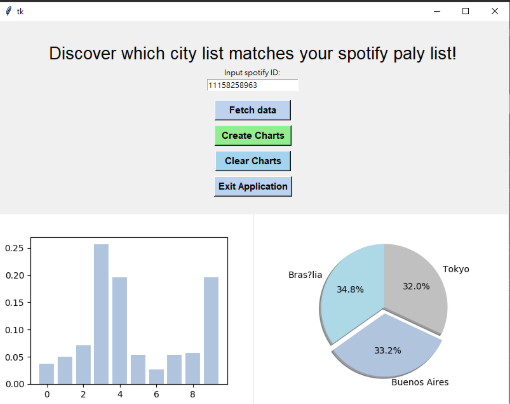 tk
Discover which city list matches your spotify paly list!
Input spotify ID:
11158258963
Fetch data
Create Charts
Clear Charts
Exit Application
0.25
0.20
0.15
0.10
0.05
0.00
0 2 4 6 8
Bras?lia
34.8%
Tokyo
32.0%
33.2%
Buenos Aires